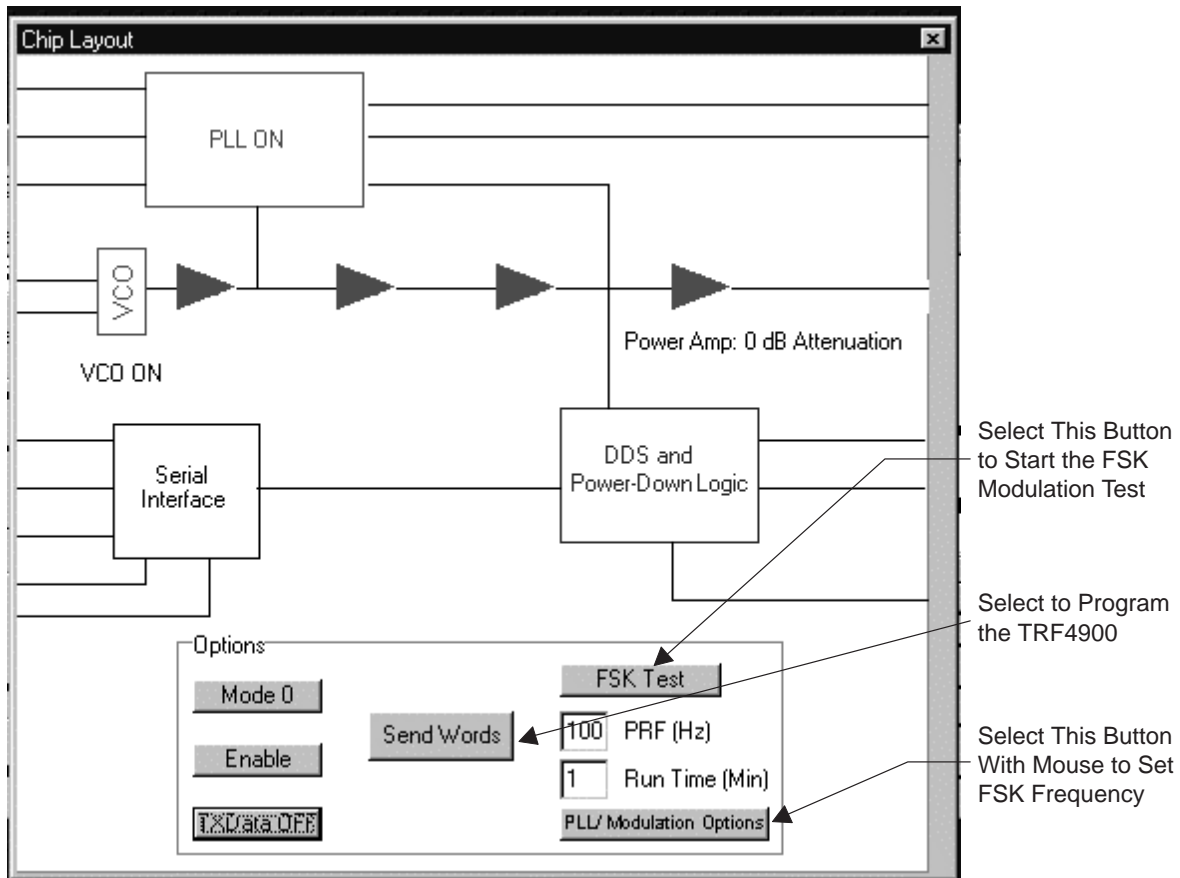 Chip Layout
PLL ON
VCO
VCO ON
Power Amp: 0 dB Attenuation
Serial
Interface
DDS and
Power-Down Logic
Select This Button
to Start the FSK
Modulation Test
Select to Program
the TRF4900
Select This Button
With Mouse to Set
FSK Frequency
Options
Mode 0
Enable
TXData OFF
Send Words
FSK Test
100 PRF (Hz)
1 Run Time (Min)
PLL/ Modulation Options